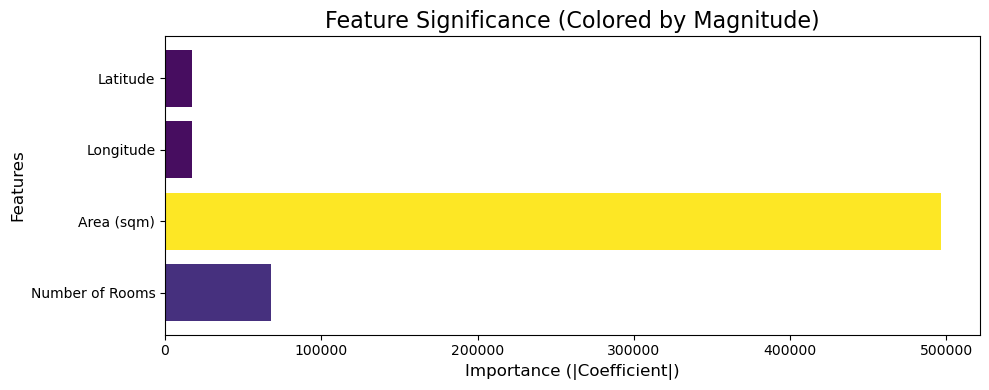 Feature Significance (Colored by Magnitude)
Features
Latitude
Longitude
Area (sqm)
Number of Rooms
0 100000 200000 300000 400000 500000
Importance (|Coefficient|)